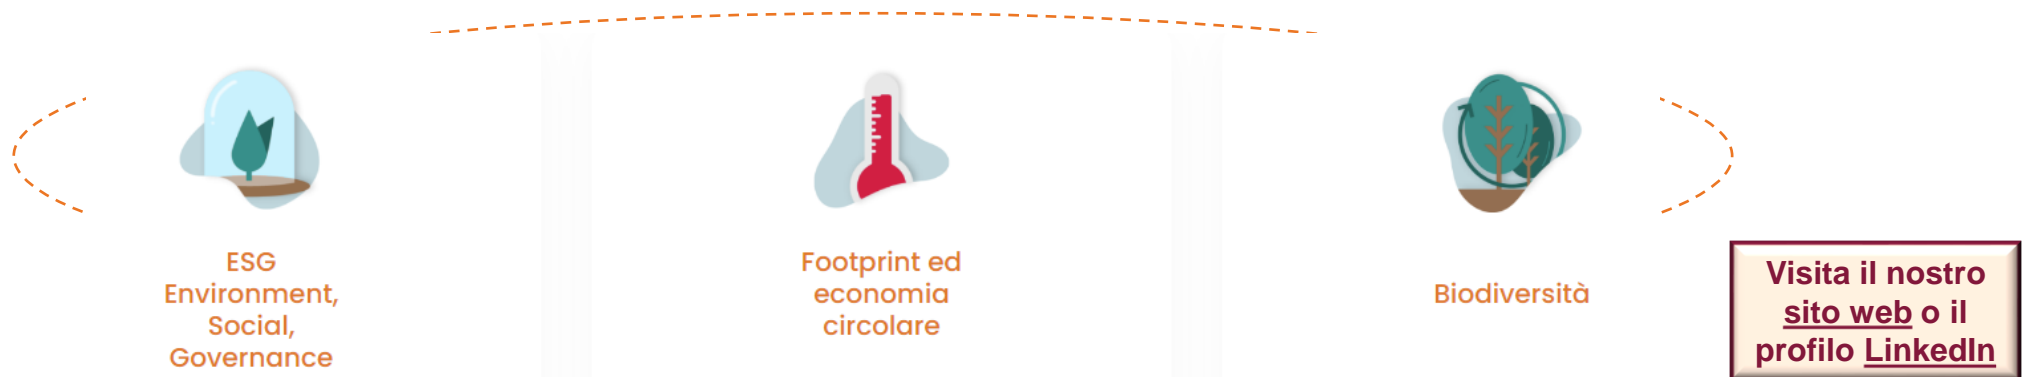 ESG
Environment,
Social,
Governance
Footprint ed
economia
circolare
Biodiversità
Visita il nostro
sito web o il
profilo LinkedIn